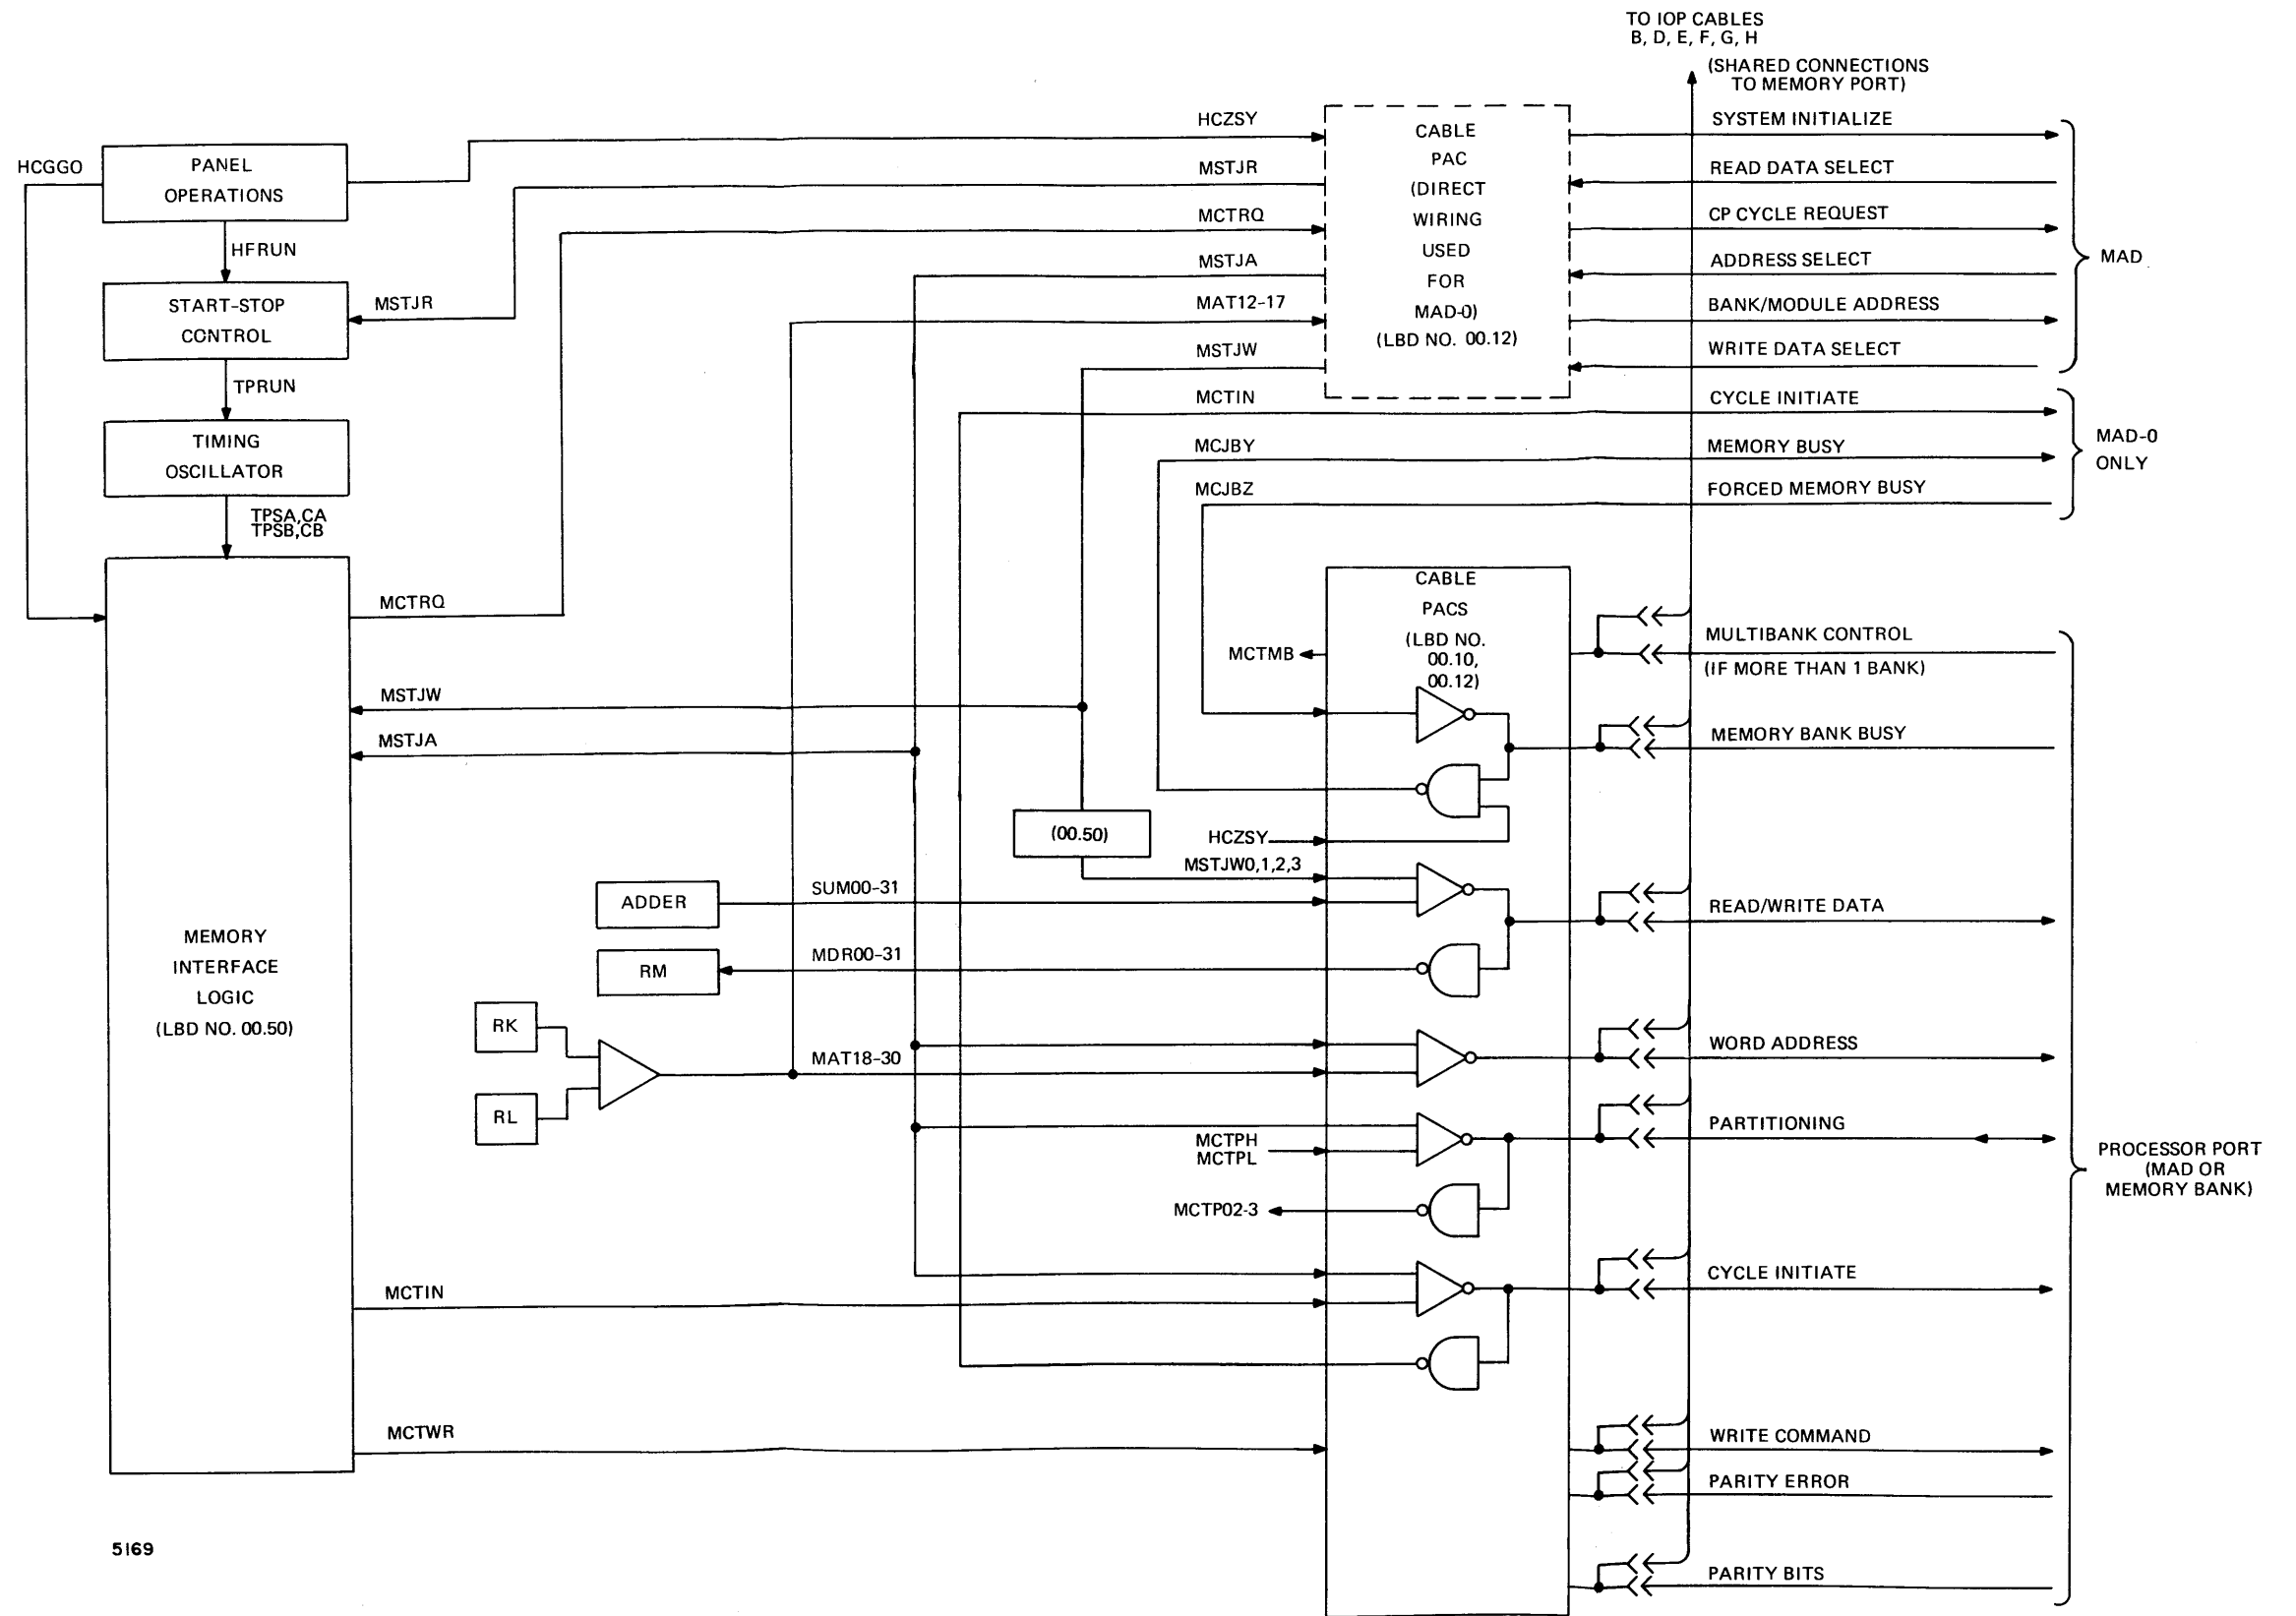 TO IOP CABLES
B, D, E, F, G, H
(SHARED CONNECTIONS
TO MEMORY PORT)
HCGGO
PANEL
OPERATIONS
HFRUN
START-STOP
CONTROL
MSTJR
TPRUN
TIMING
OSCILLATOR
TPSA,CA
TPSB,CB
MEMORY
INTERFACE
LOGIC
(LBD NO. 00.50)
MCTRQ
MSTJW
MSTJA
MCTIN
MCTWR
ADDER
SUM00-31
RM
MDR00-31
RK
RL
MAT18-30
(00.50)
HCZSY
MSTJR
MCTRQ
MSTJA
MAT12-17
MSTJW
MCTIN
MCJBY
MCJBZ
CABLE
PAC
(DIRECT
WIRING
USED
FOR
MAD-0)
(LBD NO. 00.12)
SYSTEM INITIALIZE
READ DATA SELECT
CP CYCLE REQUEST
ADDRESS SELECT
BANK/MODULE ADDRESS
WRITE DATA SELECT
MAD
CYCLE INITIATE
MEMORY BUSY
FORCED MEMORY BUSY
MAD-0
ONLY
CABLE
PACS
(LBD NO.
00.10,
00.12)
MCTMB
HCZSY
MSTJW0,1,2,3
MCTPH
MCTPL
MCTP02-3
MULTIBANK CONTROL
(IF MORE THAN 1 BANK)
MEMORY BANK BUSY
READ/WRITE DATA
WORD ADDRESS
PARTITIONING
CYCLE INITIATE
WRITE COMMAND
PARITY ERROR
PARITY BITS
PROCESSOR PORT
(MAD OR
MEMORY BANK)
5169